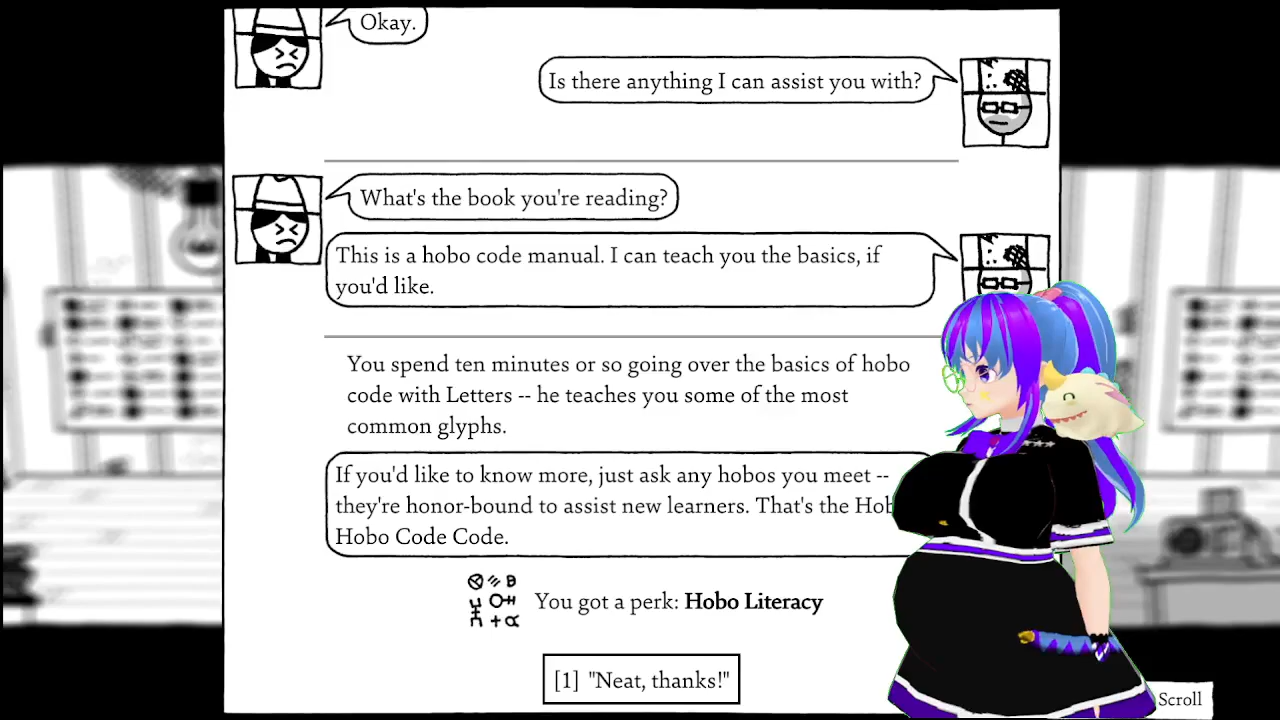 Okay.
Is there anything I can assist you with?
What's the book you're reading?
This is a hobo code manual. I can teach you the basics, if
you'd like.
You spend ten minutes or so going over the basics of hobo
code with Letters -- he teaches you some of the most
common glyphs.
If you'd like to know more, just ask any hobos you meet --
they're honor-bound to assist new learners. That's the
Hobo Code Code.
You got a perk: Hobo Literacy
[1] "Neat, thanks!"
Scroll